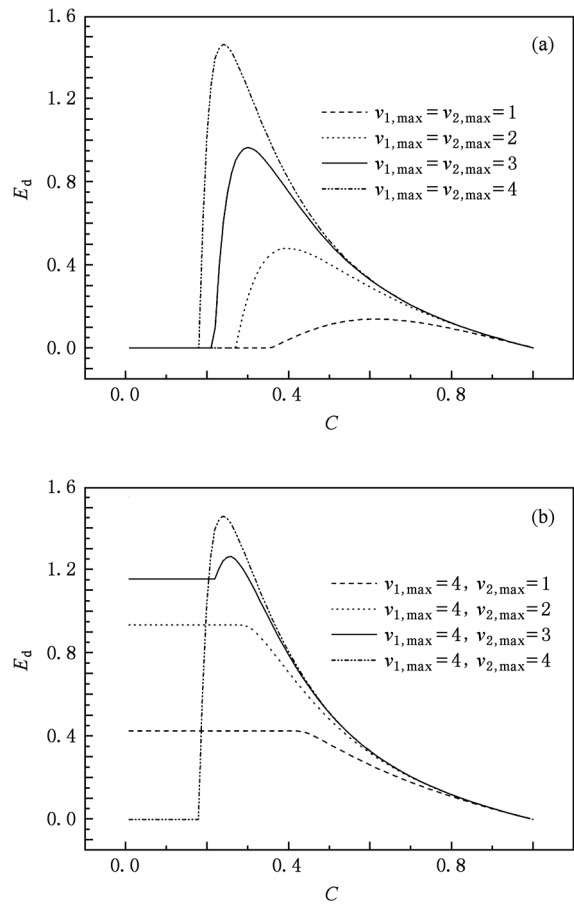 1.6
(a)
1.2
v1,max=v2,max=1
v1,max=v2,max=2
0.8
v1,max=v2,max=3
Ed
v1,max=v2,max=4
0.4
0.0
0.0 0.4 0.8
C
1.6
(b)
1.2
v1,max=4, v2,max=1
v1,max=4, v2,max=2
0.8
v1,max=4, v2,max=3
Ed
v1,max=4, v2,max=4
0.4
0.0
0.0 0.4 0.8
C